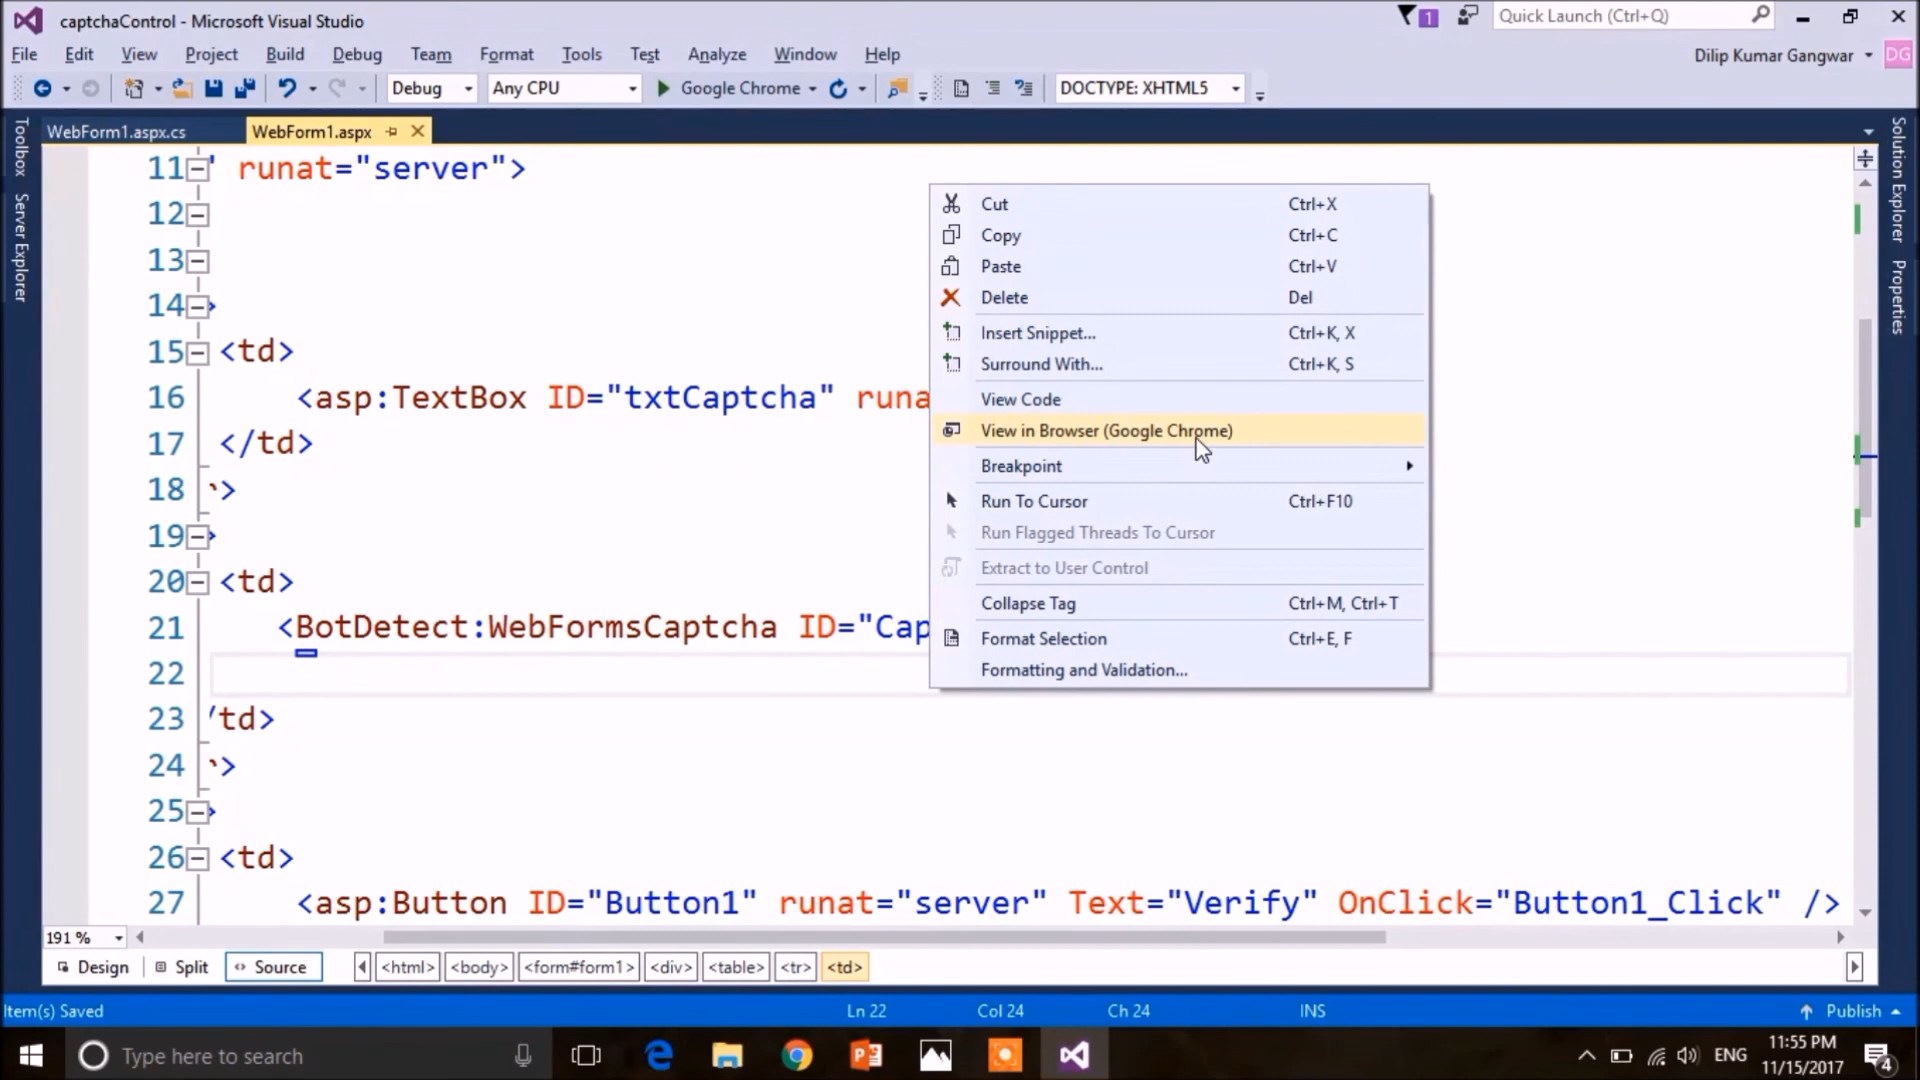 captchaControl - Microsoft Visual Studio
1
Quick Launch (Ctrl+Q)
File Edit View Project Build Debug Team Format Tools Test Analyze Window Help
Dilip Kumar Gangwar
DG
Debug
Any CPU
Google Chrome
DOCTYPE: XHTML5
WebForm1.aspx.cs
WebForm1.aspx
Toolbox
Server Explorer
Solution Explorer
Properties
11 runat="server">
12
13
14 >
15 <td>
16 <asp:TextBox ID="txtCaptcha" runa
17 </td>
18 >
19 >
20 <td>
21 <BotDetect:WebFormsCaptcha ID="Cap
22
23 /td>
24 >
25 >
26 <td>
27 <asp:Button ID="Button1" runat="server" Text="Verify" OnClick="Button1_Click" />
Cut Ctrl+X
Copy Ctrl+C
Paste Ctrl+V
Delete Del
Insert Snippet... Ctrl+K, X
Surround With... Ctrl+K, S
View Code
View in Browser (Google Chrome)
Breakpoint
Run To Cursor Ctrl+F10
Run Flagged Threads To Cursor
Extract to User Control
Collapse Tag Ctrl+M, Ctrl+T
Format Selection Ctrl+E, F
Formatting and Validation...
191 %
Design Split Source
<html> <body> <form#form1> <div> <table> <tr> <td>
Item(s) Saved
Ln 22 Col 24 Ch 24 INS
Publish
Type here to search
ENG
11:55 PM
11/15/2017
4